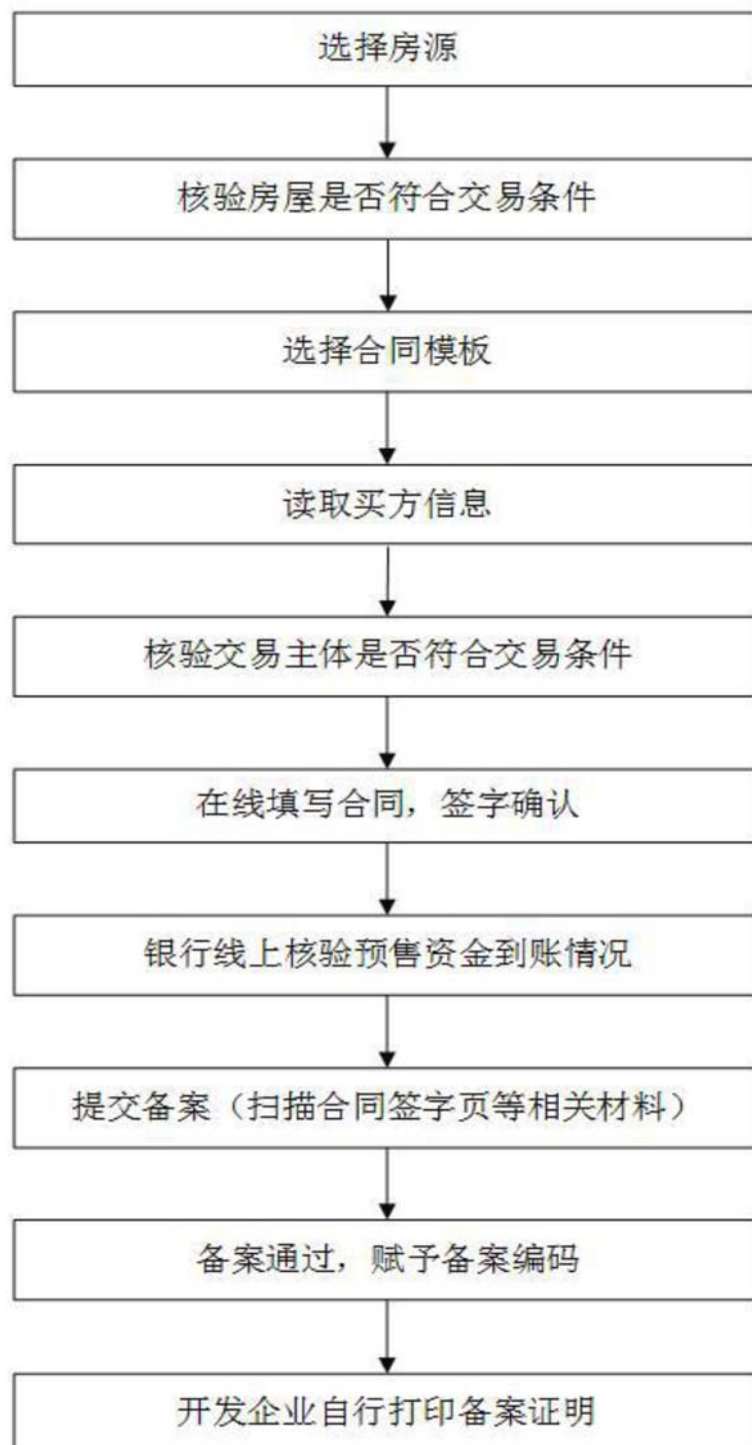 选择房源
核验房屋是否符合交易条件
选择合同模板
读取买方信息
核验交易主体是否符合交易条件
在线填写合同，签字确认
银行线上核验预售资金到账情况
提交备案（扫描合同签字页等相关材料）
备案通过，赋予备案编码
开发企业自行打印备案证明